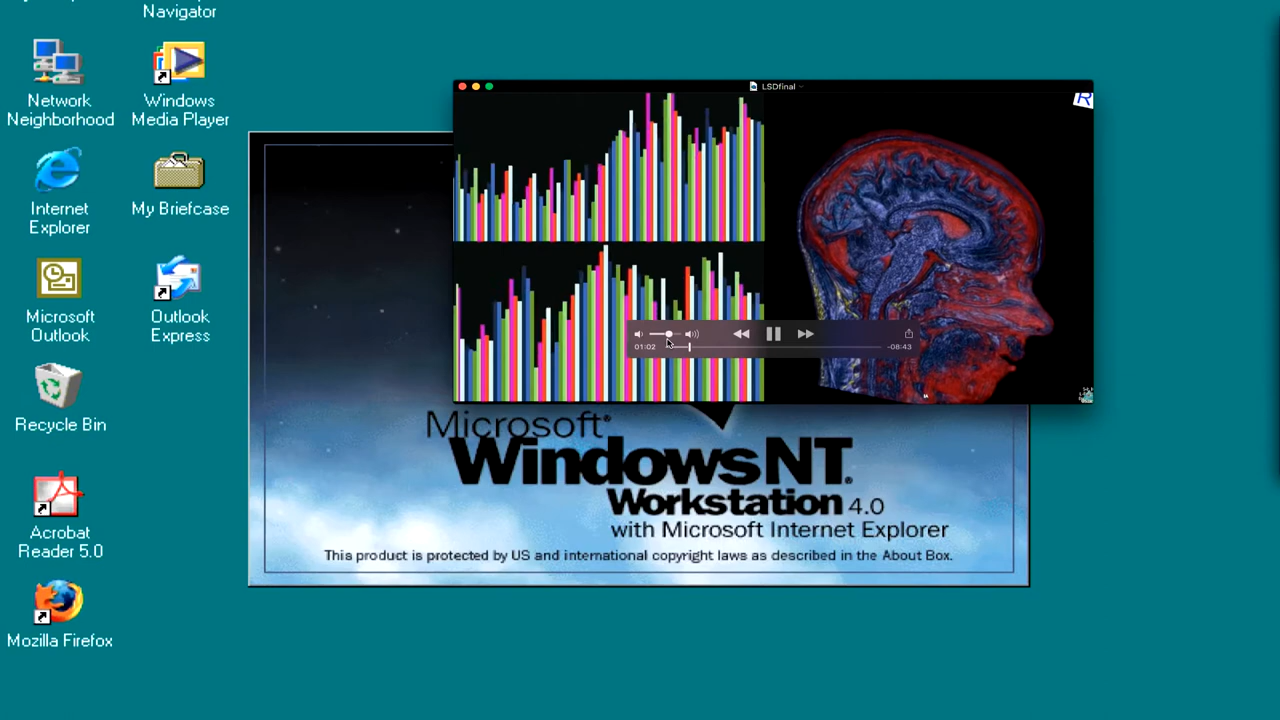 Navigator
Network
Neighborhood
Windows
Media Player
Internet
Explorer
My Briefcase
Microsoft
Outlook
Outlook
Express
Recycle Bin
Acrobat
Reader 5.0
Mozilla Firefox
LSDfinal
R
01:02
-08:43
Microsoft®
Windows NT®
Workstation 4.0
with Microsoft Internet Explorer
This product is protected by US and international copyright laws as described in the About Box.